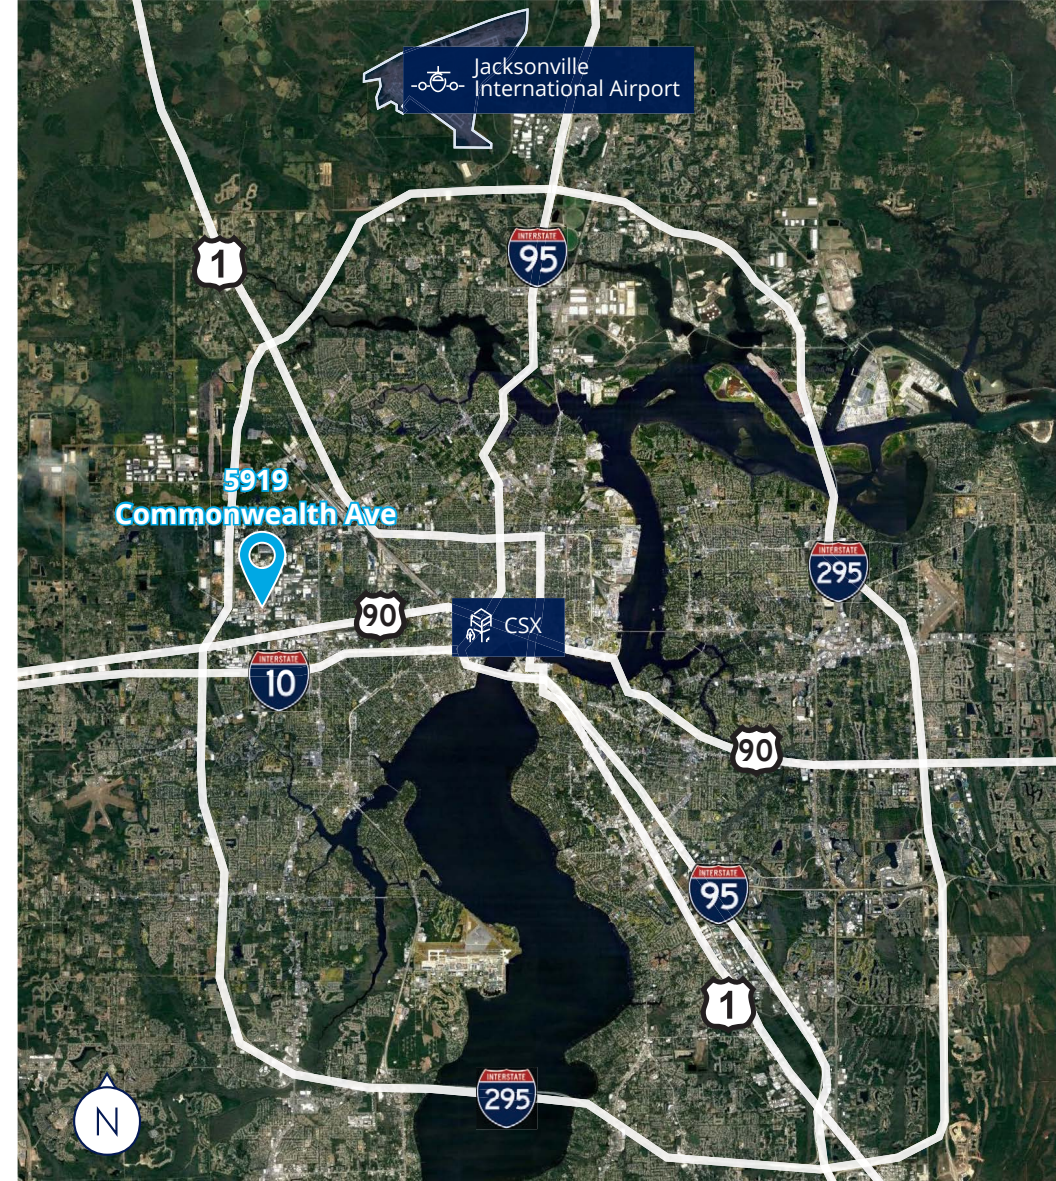 Jacksonville
International Airport
1
INTERSTATE
95
5919
Commonwealth Ave
INTERSTATE
295
90
CSX
INTERSTATE
10
90
INTERSTATE
95
1
INTERSTATE
295
N